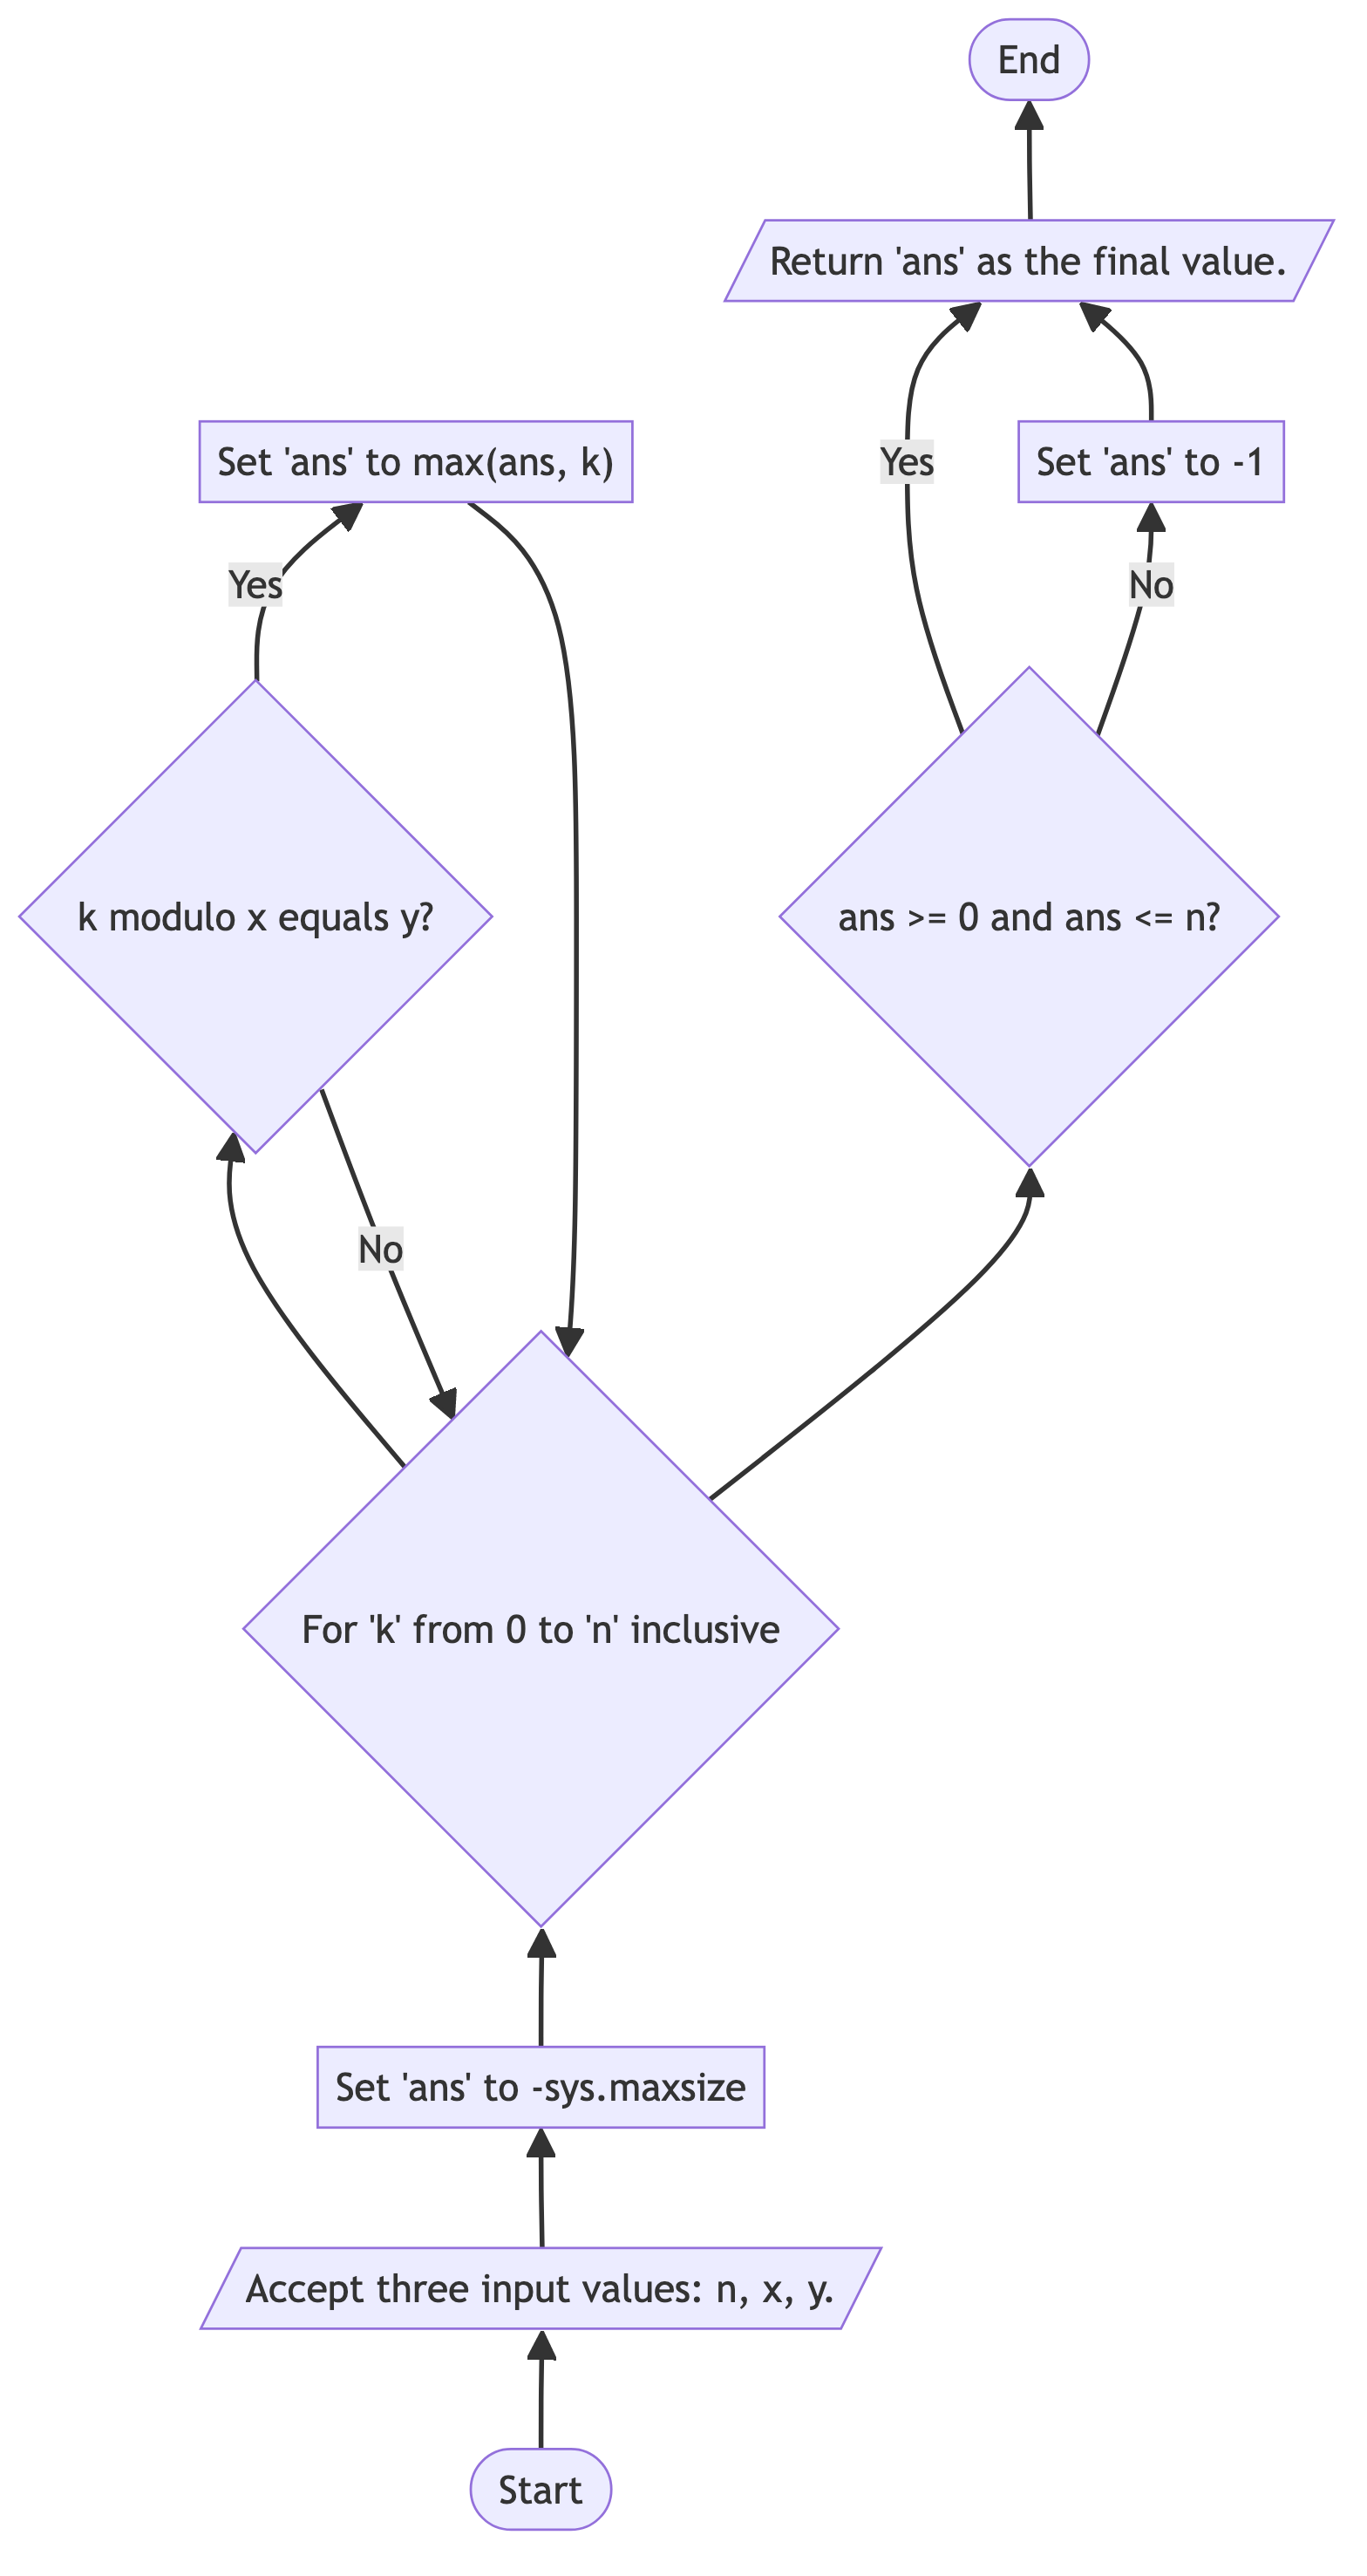 End
Return 'ans' as the final value.
Set 'ans' to max(ans, k)
Yes
Set 'ans' to -1
Yes
No
k modulo x equals y?
ans >= 0 and ans <= n?
No
For 'k' from 0 to 'n' inclusive
Set 'ans' to -sys.maxsize
Accept three input values: n, x, y.
Start